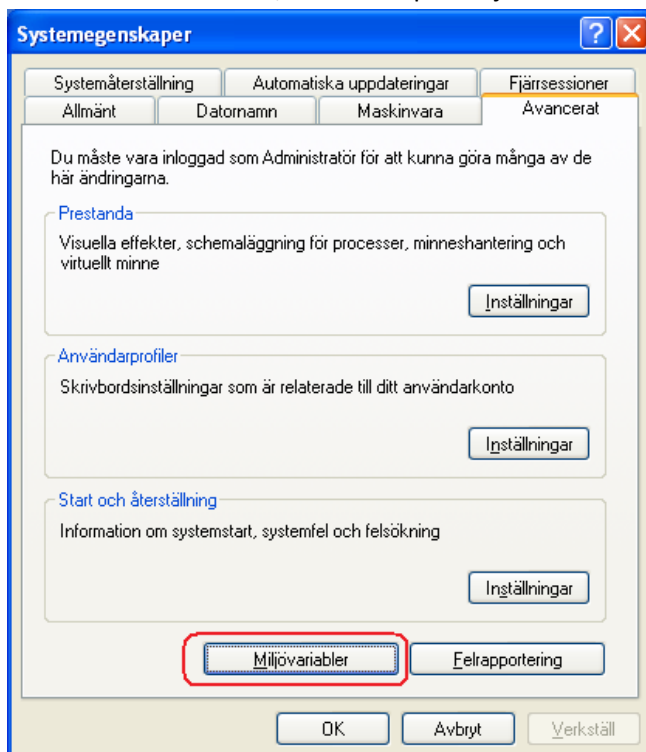 Systemegenskaper
Systemåterställning Automatiska uppdateringar Fjärrsessioner
Allmänt Datornamn Maskinvara Avancerat
Du måste vara inloggad som Administratör för att kunna göra många av de
här ändringarna.
Prestanda
Visuella effekter, schemaläggning för processer, minneshantering och
virtuellt minne
Inställningar
Användarprofiler
Skrivbordsinställningar som är relaterade till ditt användarkonto
Inställningar
Start och återställning
Information om systemstart, systemfel och felsökning
Inställningar
Miljövariabler Felrapportering
OK Avbryt Verkställ